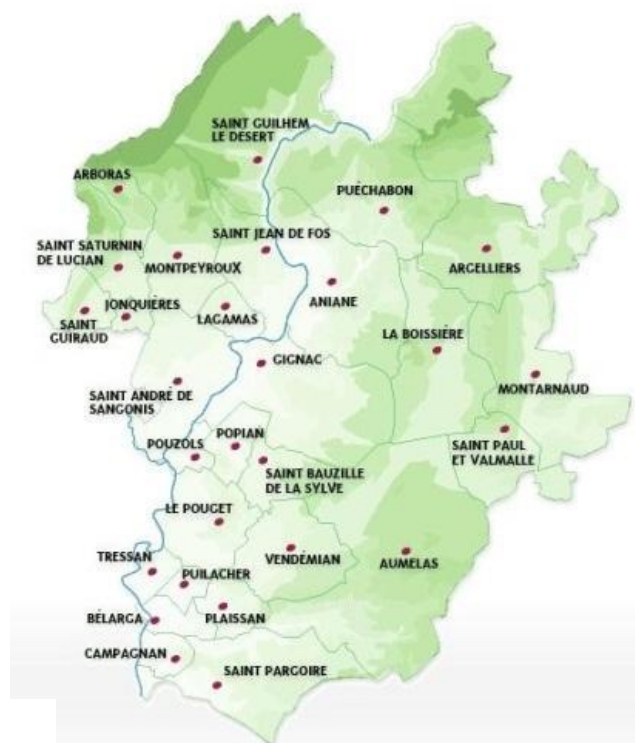 SAINT GUILHEM
LE DESERT
ARBORAS
PUÉCHABON
SAINT JEAN DE FOS
SAINT SATURNIN
DE LUCIAN
MONTPEYROUX
ARGELLIERS
ANIANE
JONQUIÈRES
LAGAMAS
SAINT
GUIRAUD
LA BOISSIÈRE
GIGNAC
MONTARNAUD
SAINT ANDRÉ DE
SANGONIS
POPIAN
POUZOLS
SAINT PAUL
ET VALMALLE
SAINT BAUZILLE
DE LA SYLVE
LE POUGET
TRESSAN
VENDÉMIAN
AUMELAS
PUILACHER
BÉLARGA
PLAISSAN
CAMPAGNAN
SAINT PARGOIRE